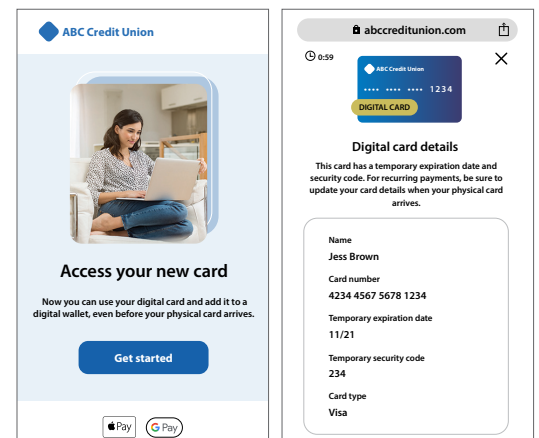 ABC Credit Union
Access your new card
Now you can use your digital card and add it to a
digital wallet, even before your physical card arrives.
Get started
Pay
G Pay
abccreditunion.com
0:59
ABC Credit Union
•••• •••• •••• 1234
DIGITAL CARD
Digital card details
This card has a temporary expiration date and
security code. For recurring payments, be sure to
update your card details when your physical card
arrives.
Name
Jess Brown
Card number
4234 4567 5678 1234
Temporary expiration date
11/21
Temporary security code
234
Card type
Visa